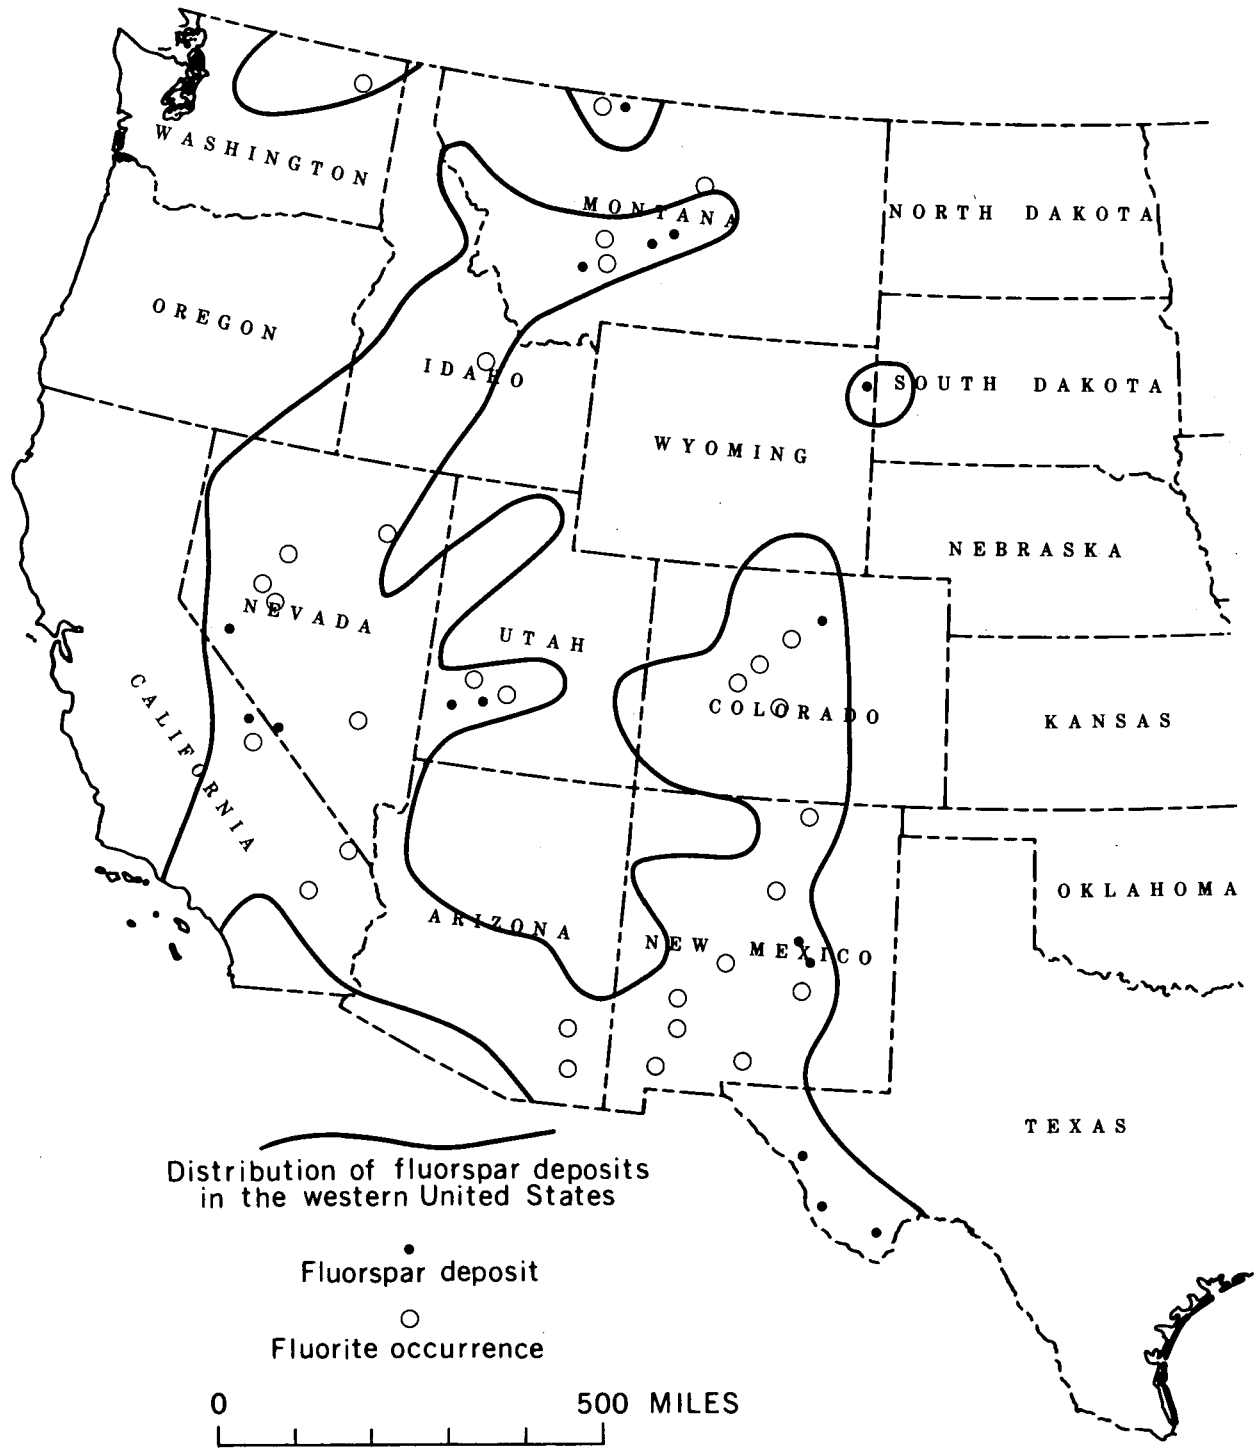 WASHINGTON
MONTANA
NORTH DAKOTA
OREGON
IDAHO
SOUTH DAKOTA
WYOMING
NEBRASKA
NEVADA
UTAH
CALIFORNIA
COLORADO
KANSAS
ARIZONA
NEW MEXICO
OKLAHOMA
TEXAS
Distribution of fluorspar deposits
in the western United States
Fluorspar deposit
Fluorite occurrence
0 500 MILES